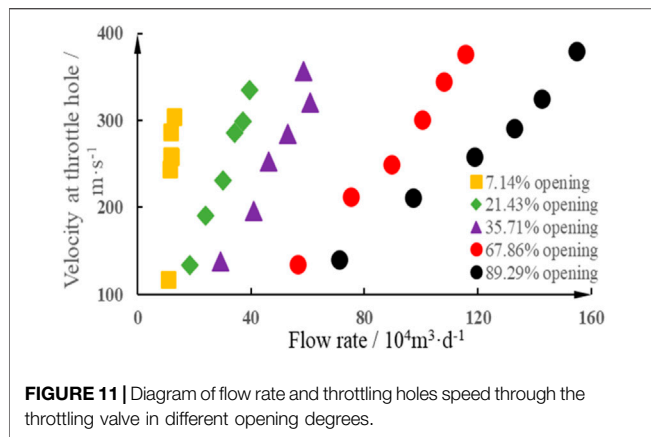 400
300
200
100
Velocity at throttle hole /
m·s⁻¹
7.14% opening
21.43% opening
35.71% opening
67.86% opening
89.29% opening
0 40 80 120 160
Flow rate / 10⁴m³·d⁻¹
FIGURE 11 | Diagram of flow rate and throttling holes speed through the
throttling valve in different opening degrees.